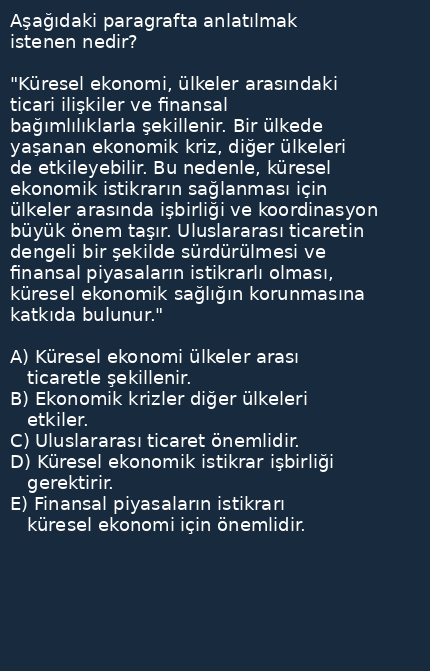 Aşağıdaki paragrafta anlatılmak
istenen nedir?
"Küresel ekonomi, ülkeler arasındaki
ticari ilişkiler ve finansal
bağımlılıklarla şekillenir. Bir ülkede
yaşanan ekonomik kriz, diğer ülkeleri
de etkileyebilir. Bu nedenle, küresel
ekonomik istikrarın sağlanması için
ülkeler arasında işbirliği ve koordinasyon
büyük önem taşır. Uluslararası ticaretin
dengeli bir şekilde sürdürülmesi ve
finansal piyasaların istikrarlı olması,
küresel ekonomik sağlığın korunmasına
katkıda bulunur."
A) Küresel ekonomi ülkeler arası
ticaretle şekillenir.
B) Ekonomik krizler diğer ülkeleri
etkiler.
C) Uluslararası ticaret önemlidir.
D) Küresel ekonomik istikrar işbirliği
gerektirir.
E) Finansal piyasaların istikrarı
küresel ekonomi için önemlidir.